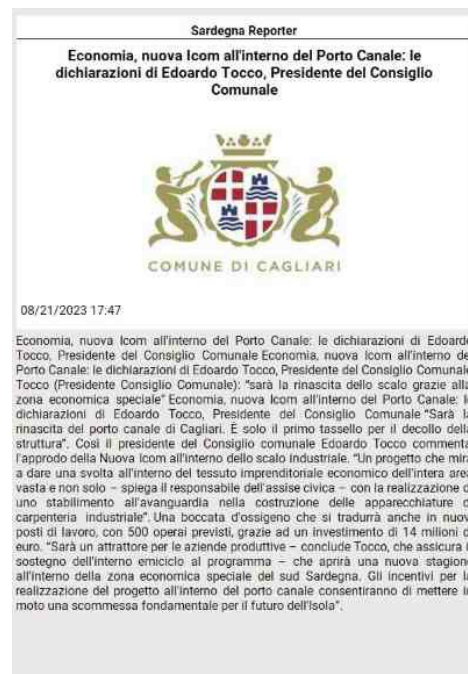 Sardegna Reporter
Economia, nuova Icom all'interno del Porto Canale: le
dichiarazioni di Edoardo Tocco, Presidente del Consiglio
Comunale
COMUNE DI CAGLIARI
08/21/2023 17:47
Economia, nuova Icom all'interno del Porto Canale: le dichiarazioni di Edoardo
Tocco, Presidente del Consiglio Comunale Economia, nuova Icom all'interno del
Porto Canale: le dichiarazioni di Edoardo Tocco, Presidente del Consiglio Comunale
Tocco (Presidente Consiglio Comunale): "sarà la rinascita dello scalo grazie alla
zona economica speciale" Economia, nuova Icom all'interno del Porto Canale: le
dichiarazioni di Edoardo Tocco, Presidente del Consiglio Comunale "Sarà la
rinascita del porto canale di Cagliari. È solo il primo tassello per il decollo della
struttura". Così il presidente del Consiglio comunale Edoardo Tocco commenta
l'approdo della Nuova Icom all'interno dello scalo industriale. "Un progetto che mira
a dare una svolta all'interno del tessuto imprenditoriale economico dell'intera area
vasta e non solo – spiega il responsabile dell'assise civica – con la realizzazione d
uno stabilimento all'avanguardia nella costruzione delle apparecchiature d
carpenteria industriale". Una boccata d'ossigeno che si tradurrà anche in nuov
posti di lavoro, con 500 operai previsti, grazie ad un investimento di 14 milioni d
euro. "Sarà un attrattore per le aziende produttive – conclude Tocco, che assicura i
sostegno dell'interno emiciclo al programma – che aprirà una nuova stagione
all'interno della zona economica speciale del sud Sardegna. Gli incentivi per la
realizzazione del progetto all'interno del porto canale consentiranno di mettere i
moto una scommessa fondamentale per il futuro dell'Isola".